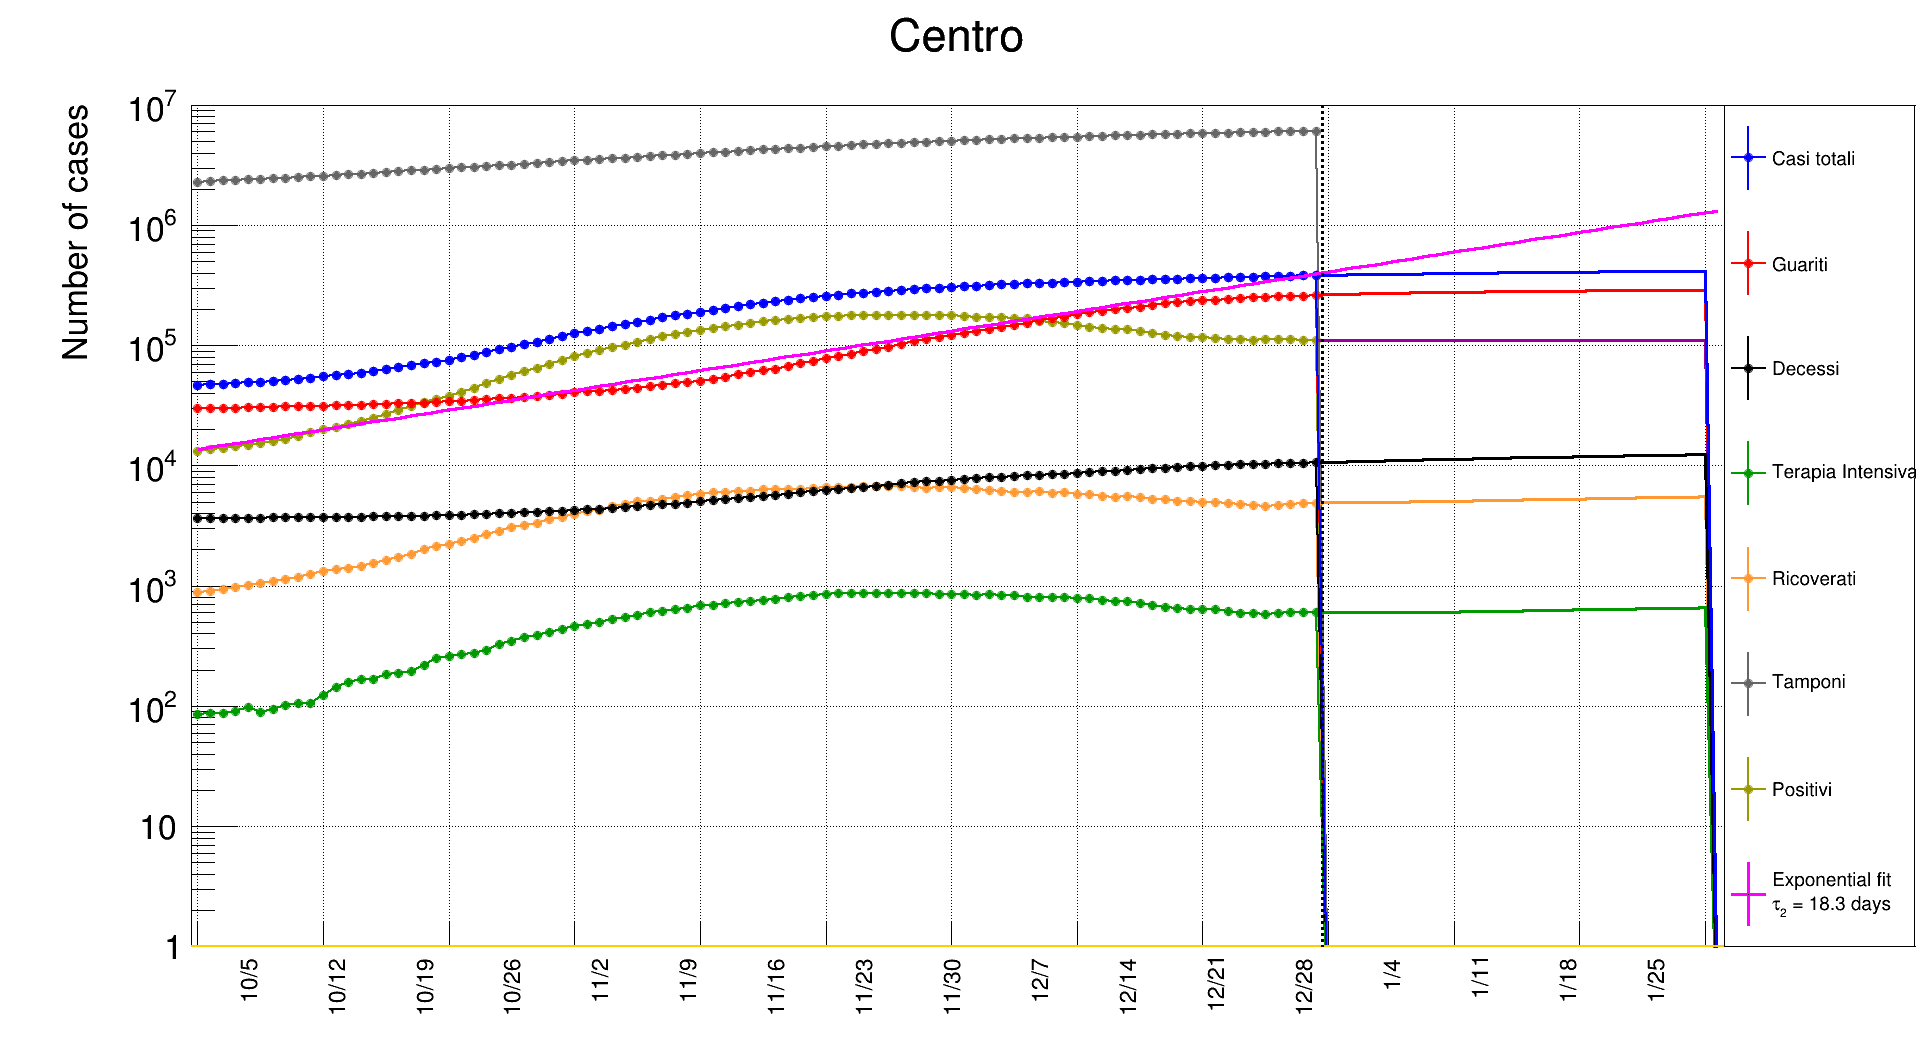 Centro
Number of cases
10^7
10^6
10^5
10^4
10^3
10^2
10
1
10/5
10/12
10/19
10/26
11/2
11/9
11/16
11/23
11/30
12/7
12/14
12/21
12/28
1/4
1/11
1/18
1/25
Casi totali
Guariti
Decessi
Terapia Intensiva
Ricoverati
Tamponi
Positivi
Exponential fit
τ_2 = 18.3 days